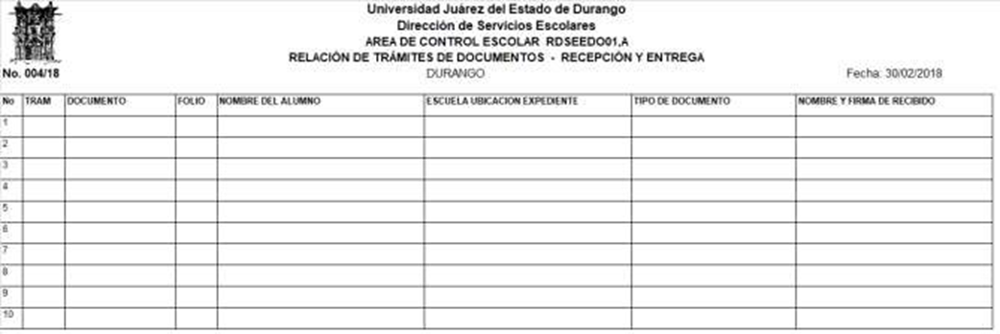 Universidad Juárez del Estado de Durango
Dirección de Servicios Escolares
AREA DE CONTROL ESCOLAR RDSEEDO01,A
RELACIÓN DE TRÁMITES DE DOCUMENTOS - RECEPCIÓN Y ENTREGA
No. 004/18 DURANGO Fecha: 30/02/2018
No TRAM DOCUMENTO FOLIO NOMBRE DEL ALUMNO ESCUELA UBICACION EXPEDIENTE TIPO DE DOCUMENTO NOMBRE Y FIRMA DE RECIBIDO
1
2
3
4
5
6
7
8
9
10